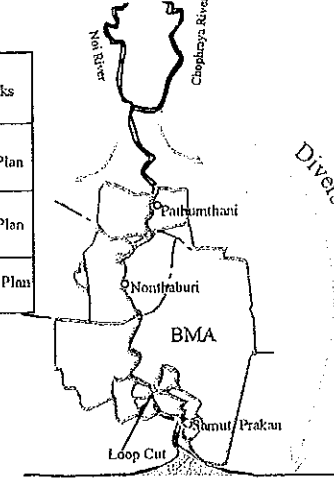 Noi River
Chophraya River
ks
Plan
Plan
Plan
Pathumthani
Nonthaburi
BMA
Samut Prakan
Loop Cut